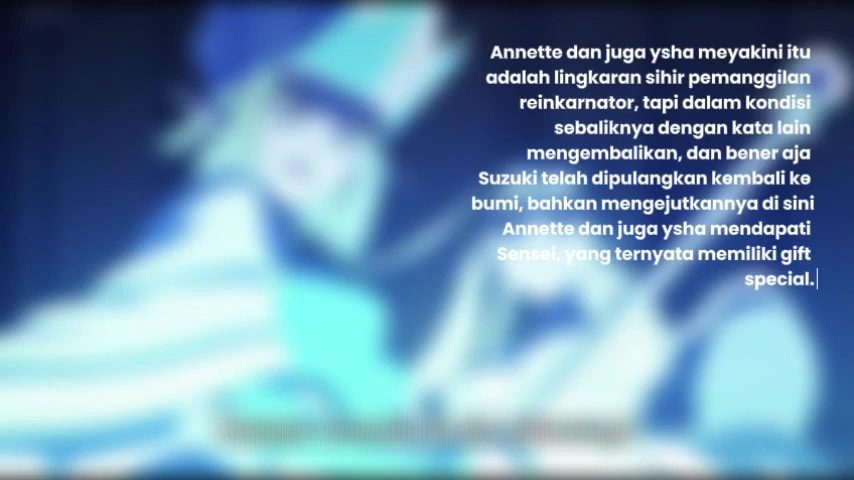 Annette dan juga ysha meyakini itu
adalah lingkaran sihir pemanggilan
reinkarnator, tapi dalam kondisi
sebaliknya dengan kata lain
mengembalikan, dan bener aja
Suzuki telah dipulangkan kembali ke
bumi, bahkan mengejutkannya di sini
Annette dan juga ysha mendapati
Sensei, yang ternyata memiliki gift
special.